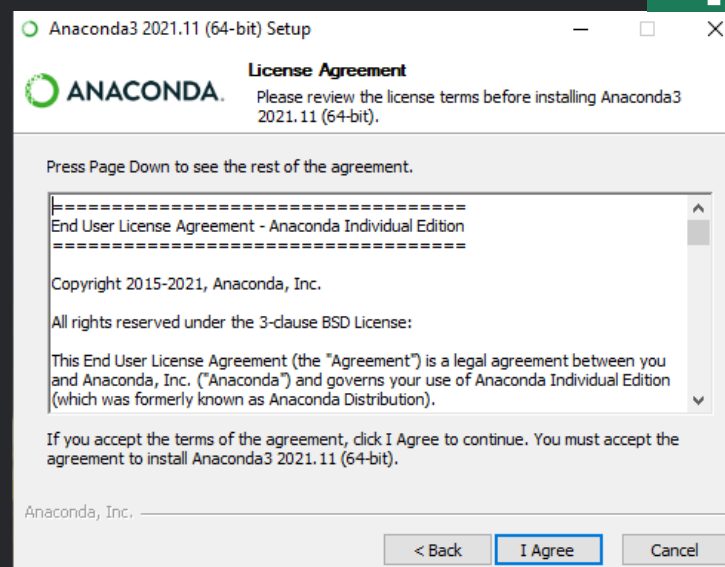 Anaconda3 2021.11 (64-bit) Setup
ANACONDA.
License Agreement
Please review the license terms before installing Anaconda3
2021.11 (64-bit).
Press Page Down to see the rest of the agreement.
===================================
End User License Agreement - Anaconda Individual Edition
===================================
Copyright 2015-2021, Anaconda, Inc.
All rights reserved under the 3-clause BSD License:
This End User License Agreement (the "Agreement") is a legal agreement between you
and Anaconda, Inc. ("Anaconda") and governs your use of Anaconda Individual Edition
(which was formerly known as Anaconda Distribution).
If you accept the terms of the agreement, click I Agree to continue. You must accept the
agreement to install Anaconda3 2021.11 (64-bit).
Anaconda, Inc.
< Back
I Agree
Cancel